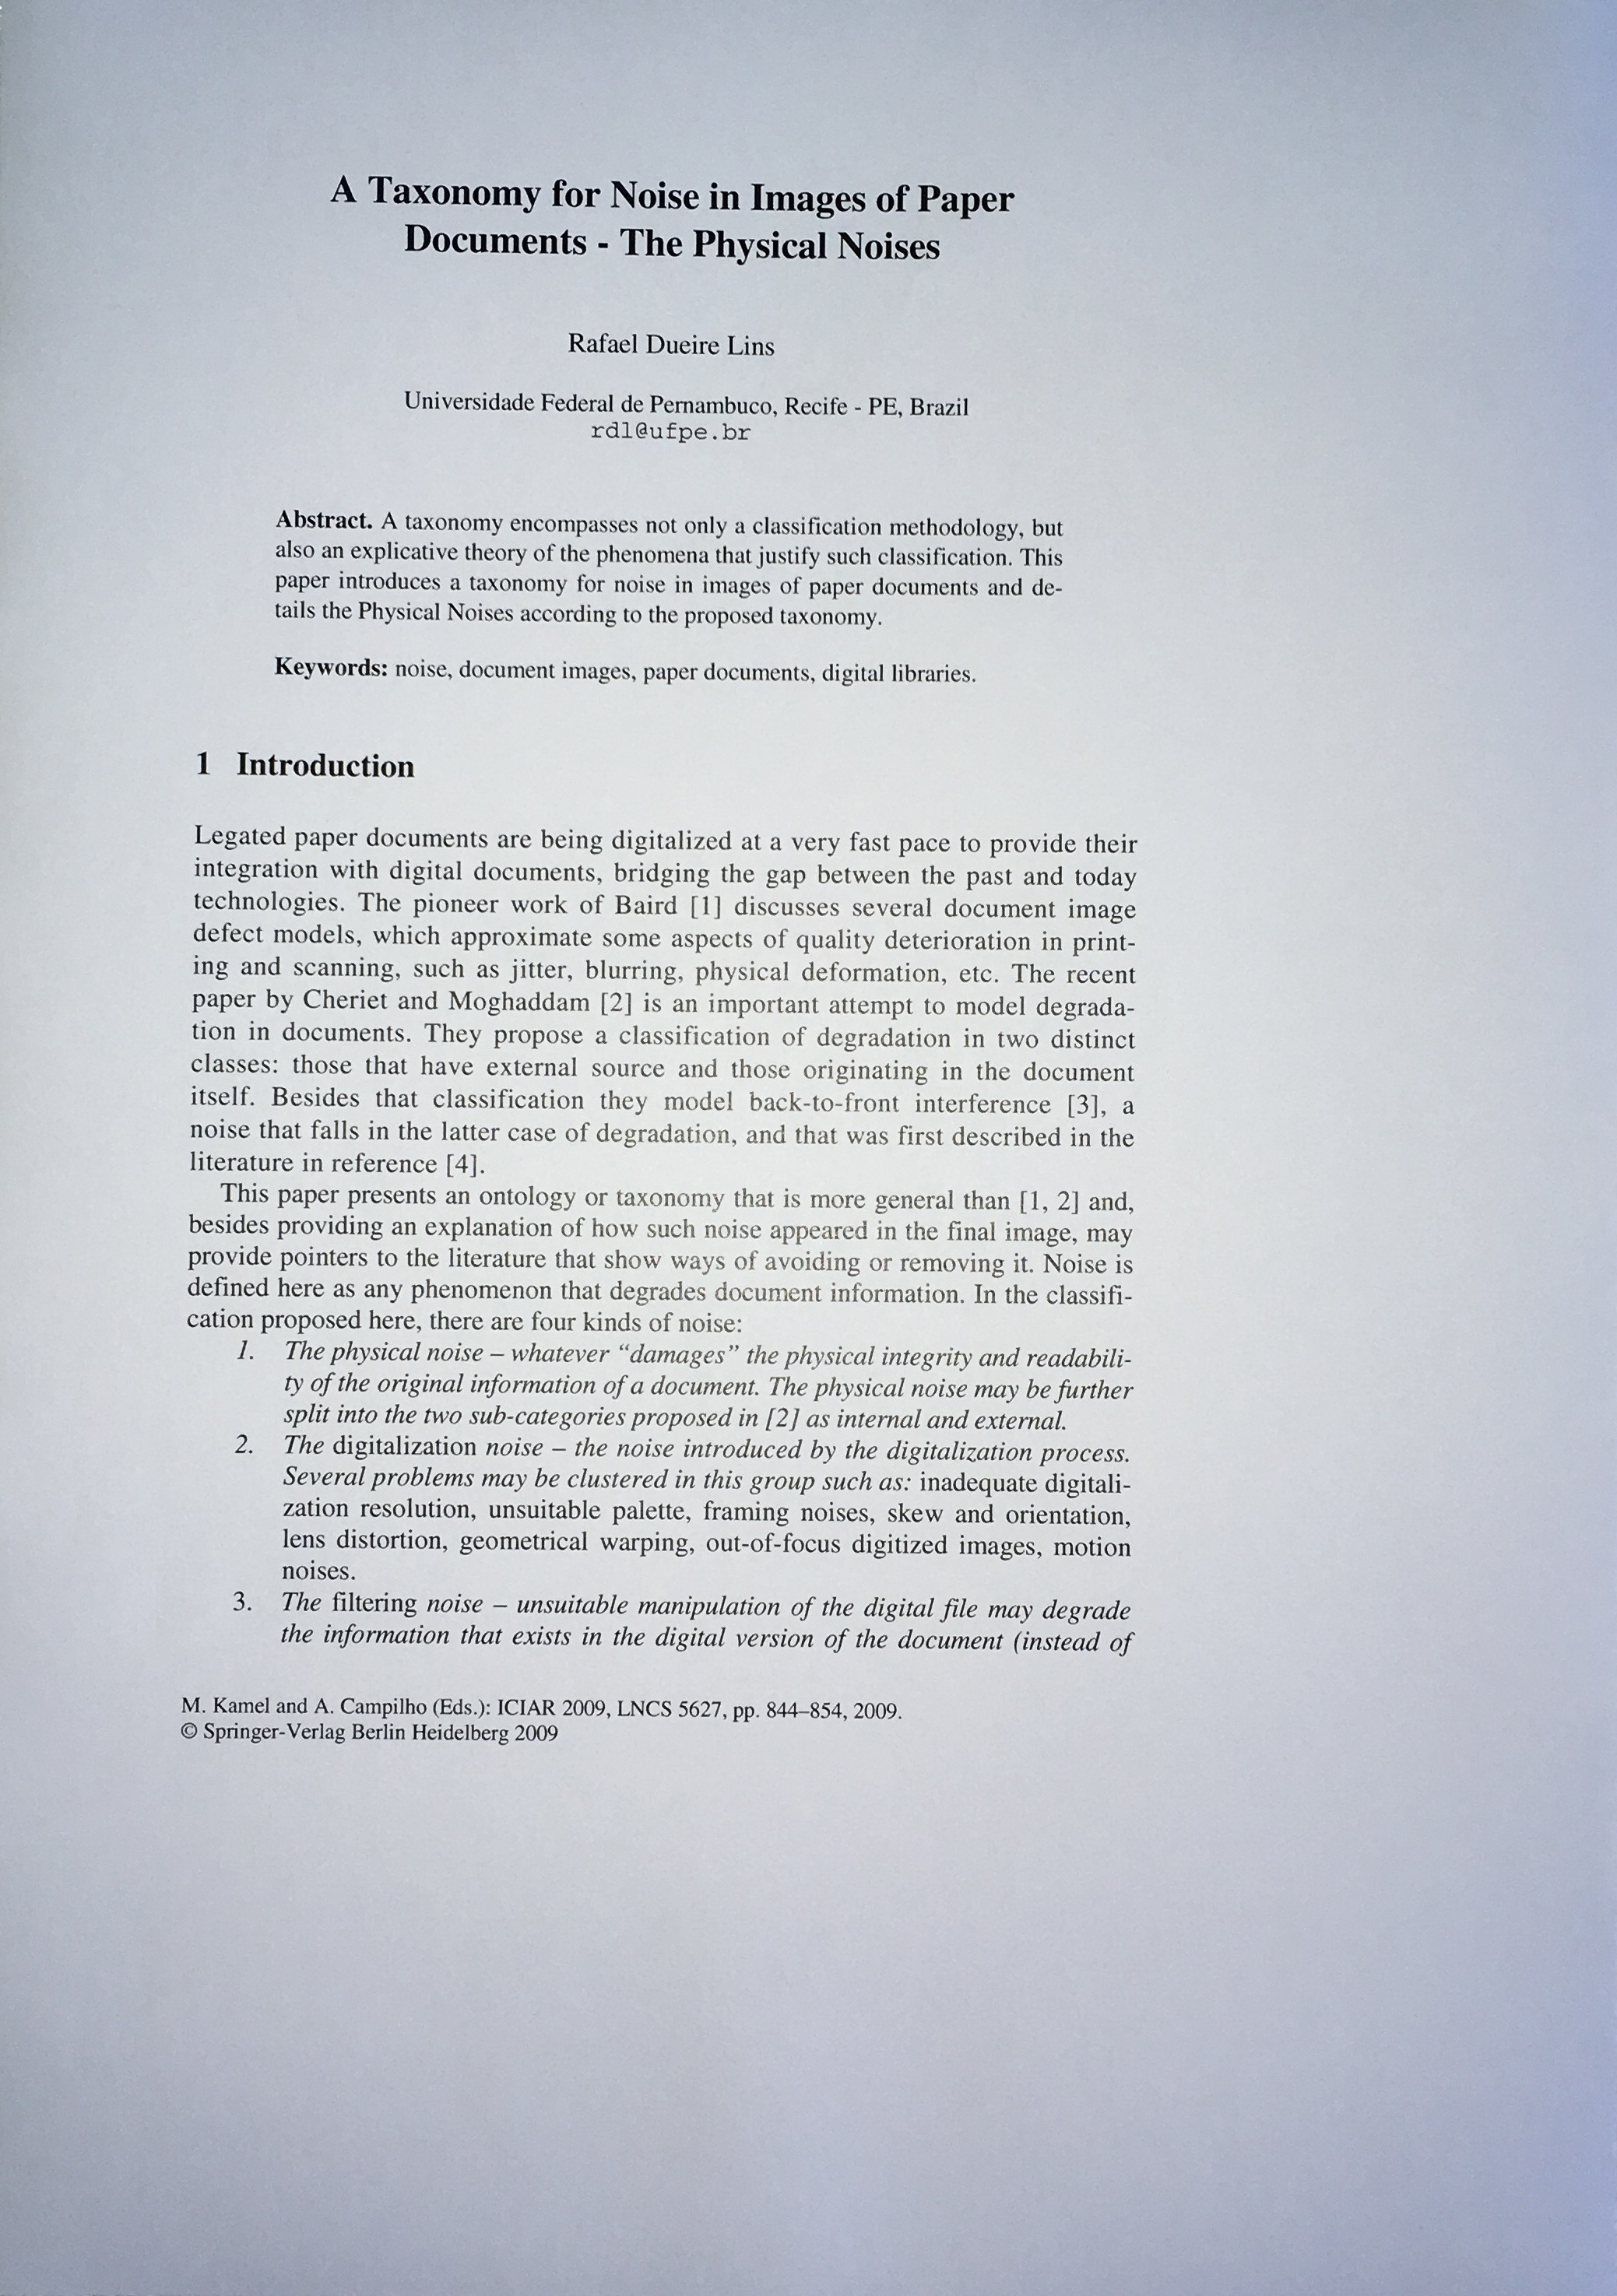 A Taxonomy for Noise in Images of Paper
Documents - The Physical Noises
Rafael Dueire Lins
Universidade Federal de Pernambuco, Recife - PE, Brazil
rdl@ufpe.br
Abstract. A taxonomy encompasses not only a classification methodology, but
also an explicative theory of the phenomena that justify such classification. This
paper introduces a taxonomy for noise in images of paper documents and de-
tails the Physical Noises according to the proposed taxonomy.
Keywords: noise, document images, paper documents, digital libraries.
1 Introduction
Legated paper documents are being digitalized at a very fast pace to provide their
integration with digital documents, bridging the gap between the past and today
technologies. The pioneer work of Baird [1] discusses several document image
defect models, which approximate some aspects of quality deterioration in print-
ing and scanning, such as jitter, blurring, physical deformation, etc. The recent
paper by Cheriet and Moghaddam [2] is an important attempt to model degrada-
tion in documents. They propose a classification of degradation in two distinct
classes: those that have external source and those originating in the document
itself. Besides that classification they model back-to-front interference [3], a
noise that falls in the latter case of degradation, and that was first described in the
literature in reference [4].
This paper presents an ontology or taxonomy that is more general than [1, 2] and,
besides providing an explanation of how such noise appeared in the final image, may
provide pointers to the literature that show ways of avoiding or removing it. Noise is
defined here as any phenomenon that degrades document information. In the classifi-
cation proposed here, there are four kinds of noise:
1. The physical noise – whatever “damages” the physical integrity and readabili-
ty of the original information of a document. The physical noise may be further
split into the two sub-categories proposed in [2] as internal and external.
2. The digitalization noise – the noise introduced by the digitalization process.
Several problems may be clustered in this group such as: inadequate digitali-
zation resolution, unsuitable palette, framing noises, skew and orientation,
lens distortion, geometrical warping, out-of-focus digitized images, motion
noises.
3. The filtering noise – unsuitable manipulation of the digital file may degrade
the information that exists in the digital version of the document (instead of
M. Kamel and A. Campilho (Eds.): ICIAR 2009, LNCS 5627, pp. 844–854, 2009.
© Springer-Verlag Berlin Heidelberg 2009